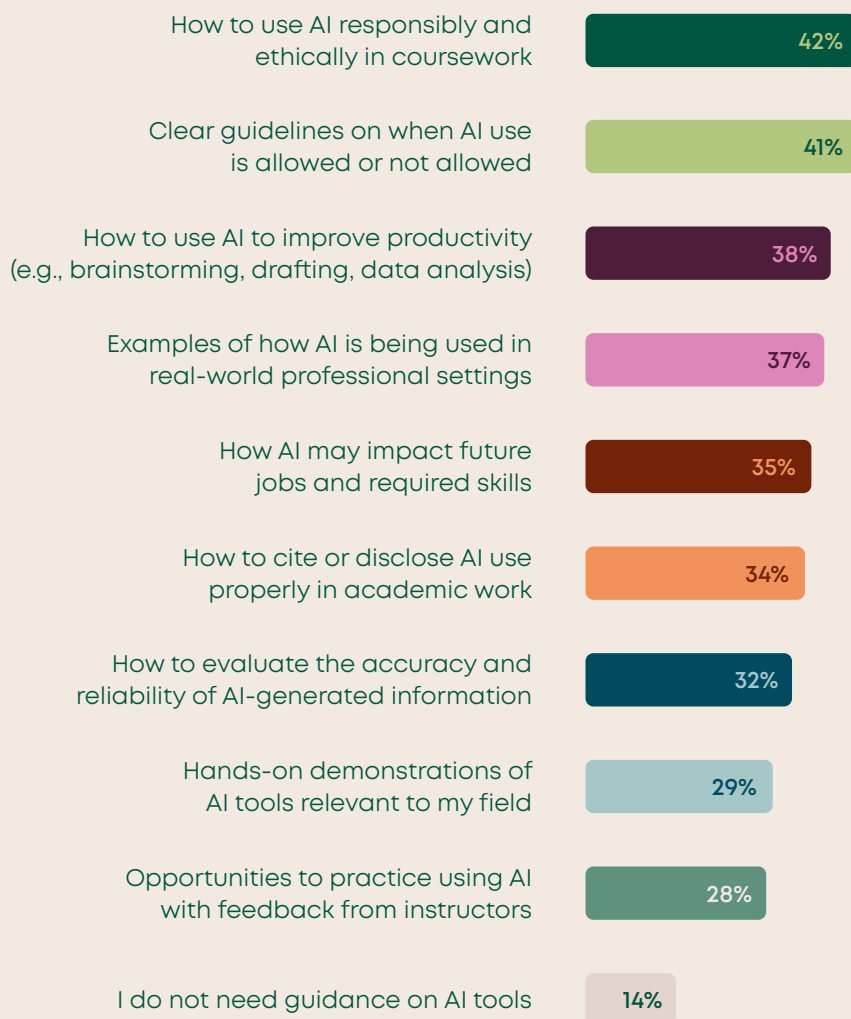 How to use AI responsibly and
ethically in coursework
42%
Clear guidelines on when AI use
is allowed or not allowed
41%
How to use AI to improve productivity
(e.g., brainstorming, drafting, data analysis)
38%
Examples of how AI is being used in
real-world professional settings
37%
How AI may impact future
jobs and required skills
35%
How to cite or disclose AI use
properly in academic work
34%
How to evaluate the accuracy and
reliability of AI-generated information
32%
Hands-on demonstrations of
AI tools relevant to my field
29%
Opportunities to practice using AI
with feedback from instructors
28%
I do not need guidance on AI tools
14%